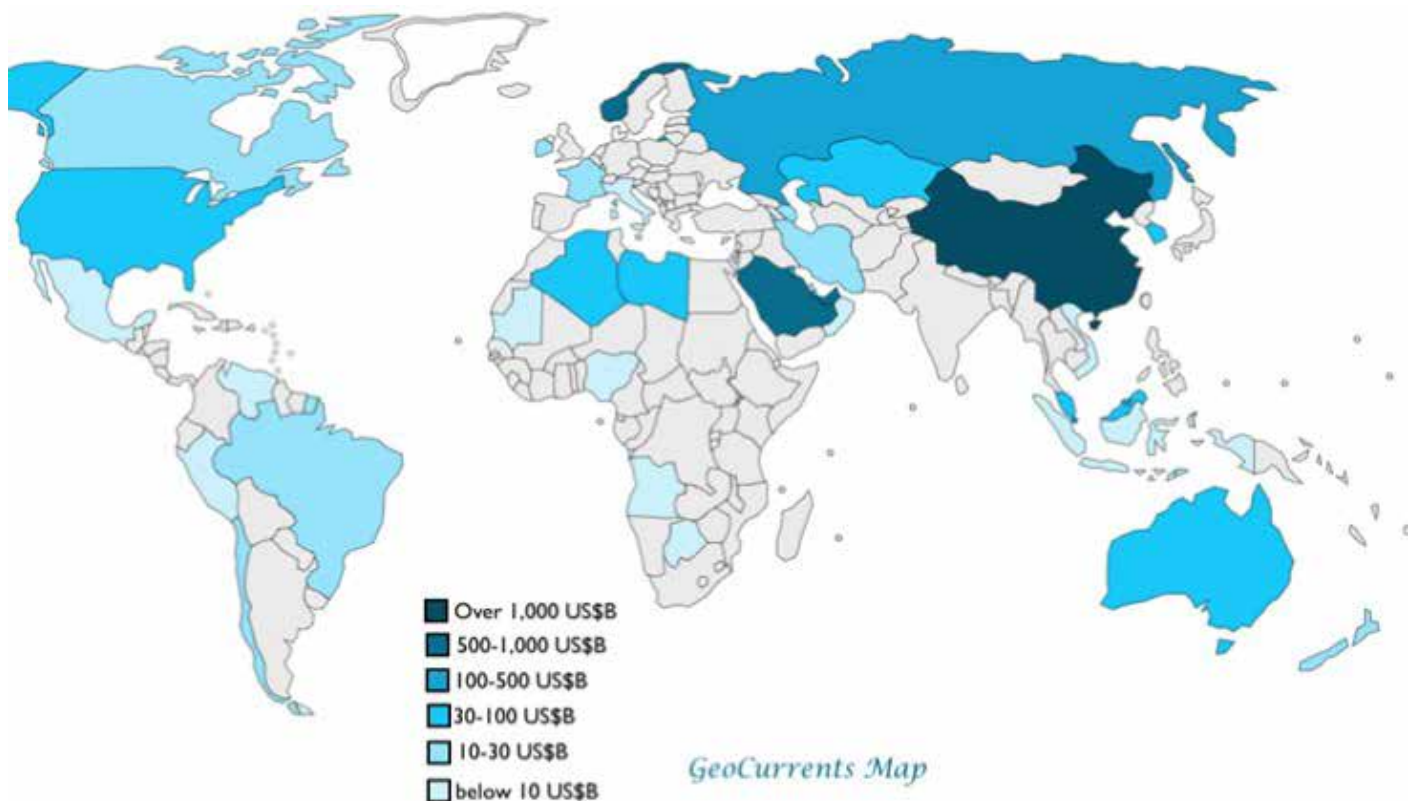 Over 1,000 US$B
500-1,000 US$B
100-500 US$B
30-100 US$B
10-30 US$B
below 10 US$B
GeoCurrents Map